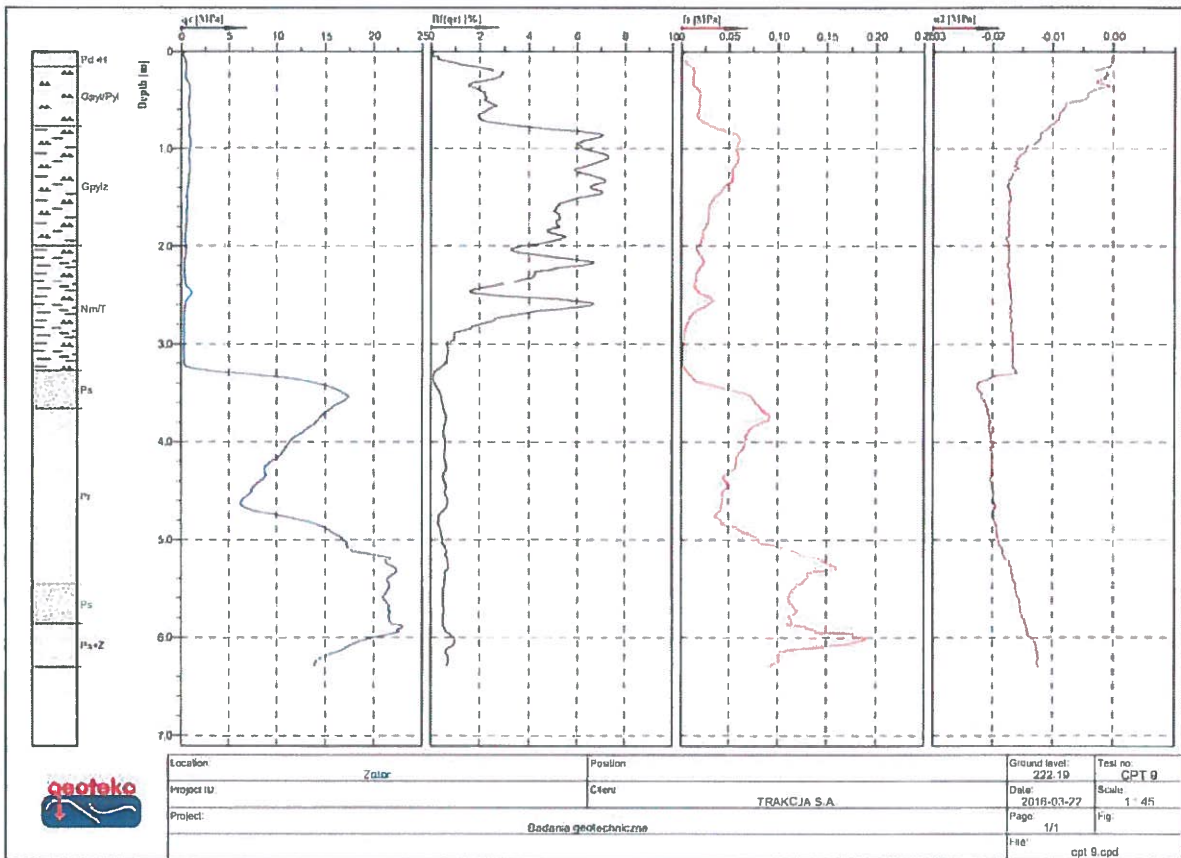 qc [MPa]
Rf(qc) [%]
fs [MPa]
u2 [MPa]
0 5 10 15 20 250 2 4 6 8 0.05 0.10 0.15 0.20 -0.02 -0.01 0.00
Depth [m]
0
1.0
2.0
3.0
4.0
5.0
6.0
7.0
Pd+H
Gpyl/Pyl
Gpylz
Nm/T
Ps
Pr
Ps
Ps+Z
geoteko
Location:
Zator
Position
Ground level:
222.19
Test no:
CPT 9
Project ID:
Client
TRAKCJA S.A.
Date:
2016-03-27
Scale:
1 : 45
Project:
Badania geotechniczne
Page:
1/1
Fig:
File:
cpt 9.cpd